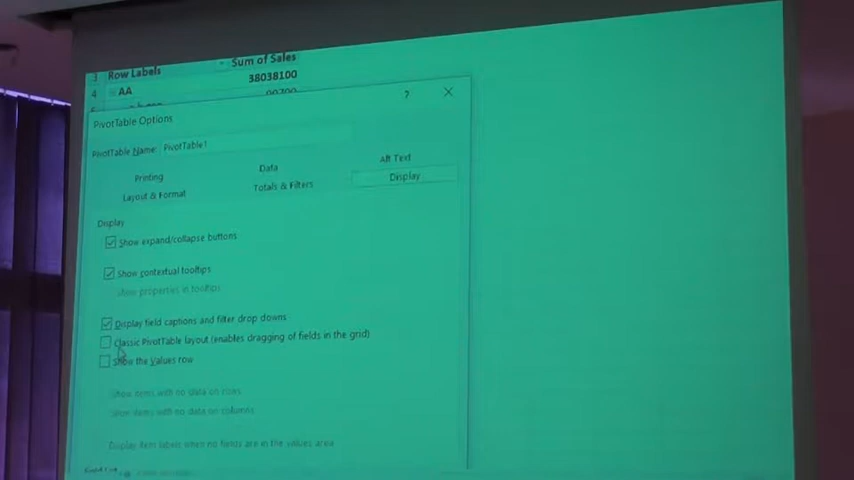 3 Row Labels Sum of Sales
4 AA 38038100
PivotTable Options ?
PivotTable Name: PivotTable1
Printing Data Alt Text
Layout & Format Totals & Filters Display
Display
Show expand/collapse buttons
Show contextual tooltips
Show properties in tooltips
Display field captions and filter drop downs
Classic PivotTable layout (enables dragging of fields in the grid)
Show the Values row
Show items with no data on rows
Show items with no data on columns
Display item labels when no fields are in the values area